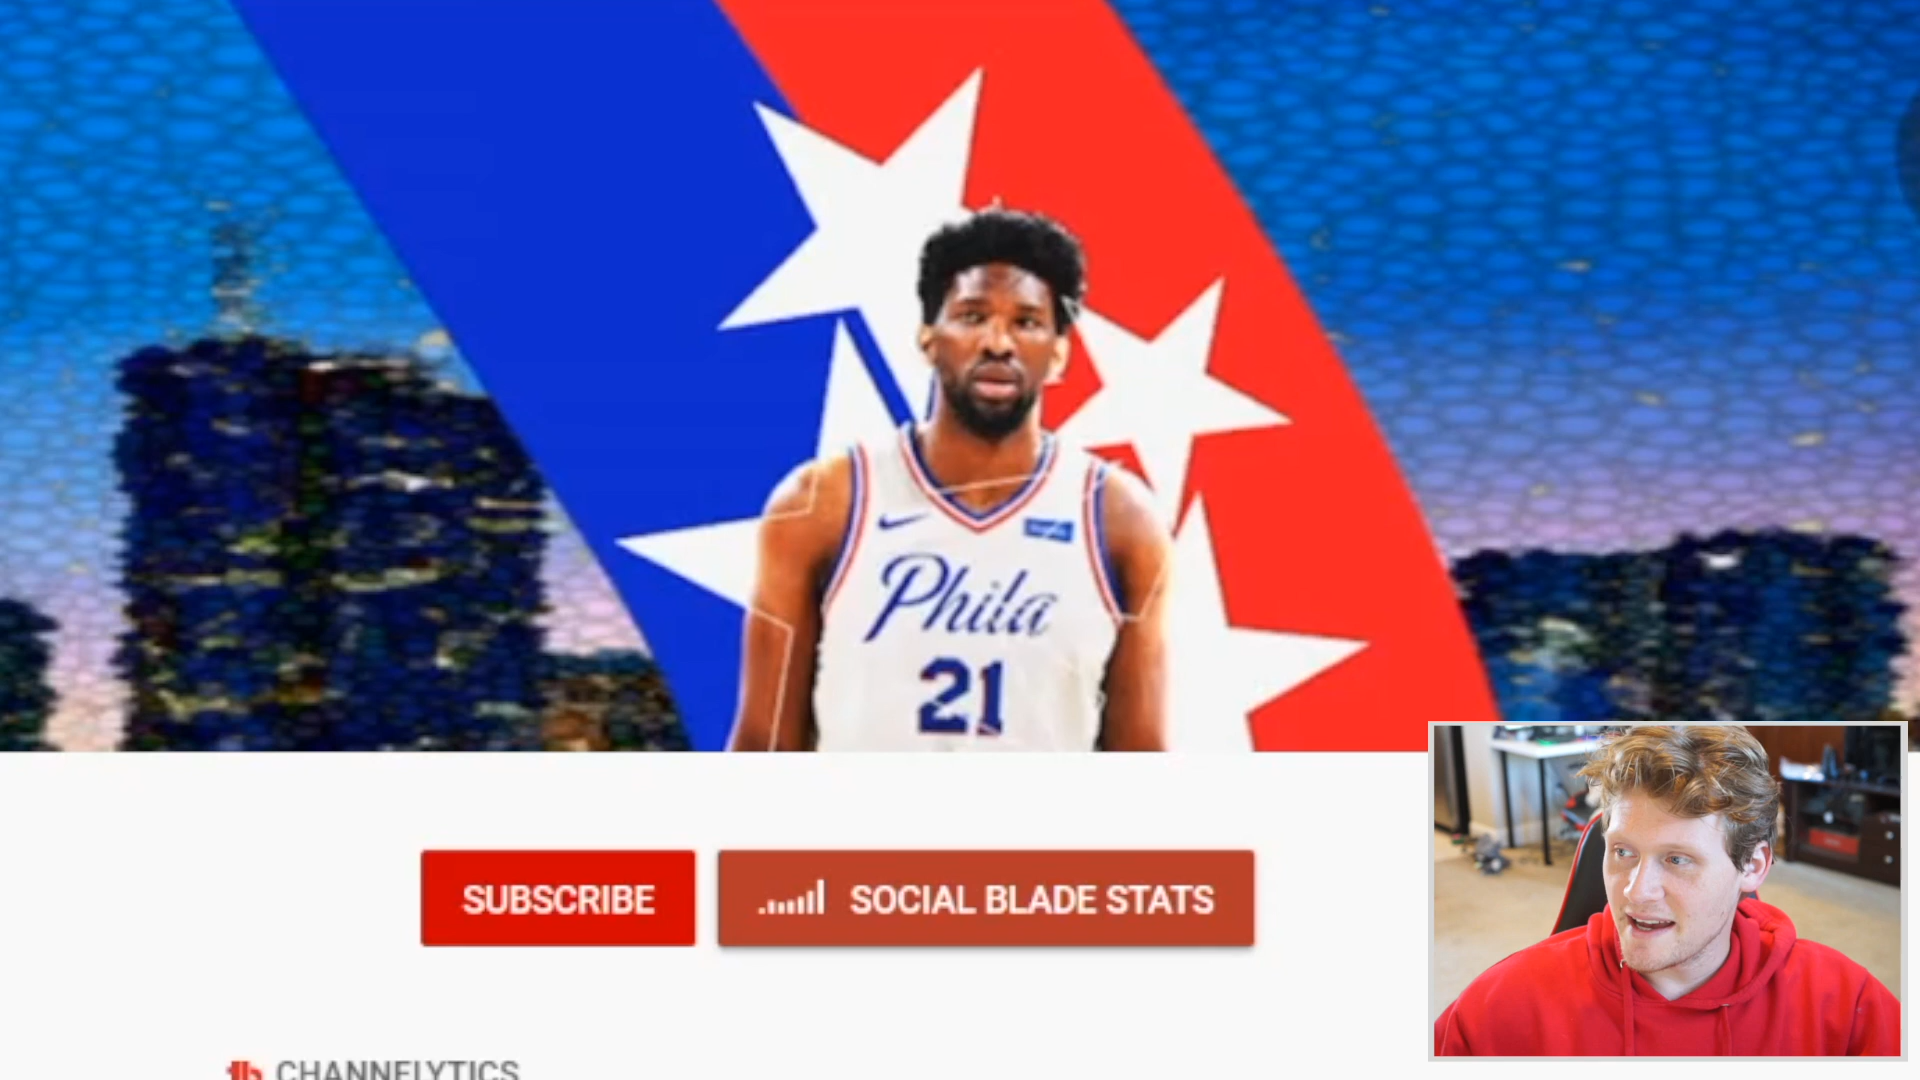 Phila
21
SUBSCRIBE
SOCIAL BLADE STATS
CHANNELYTICS